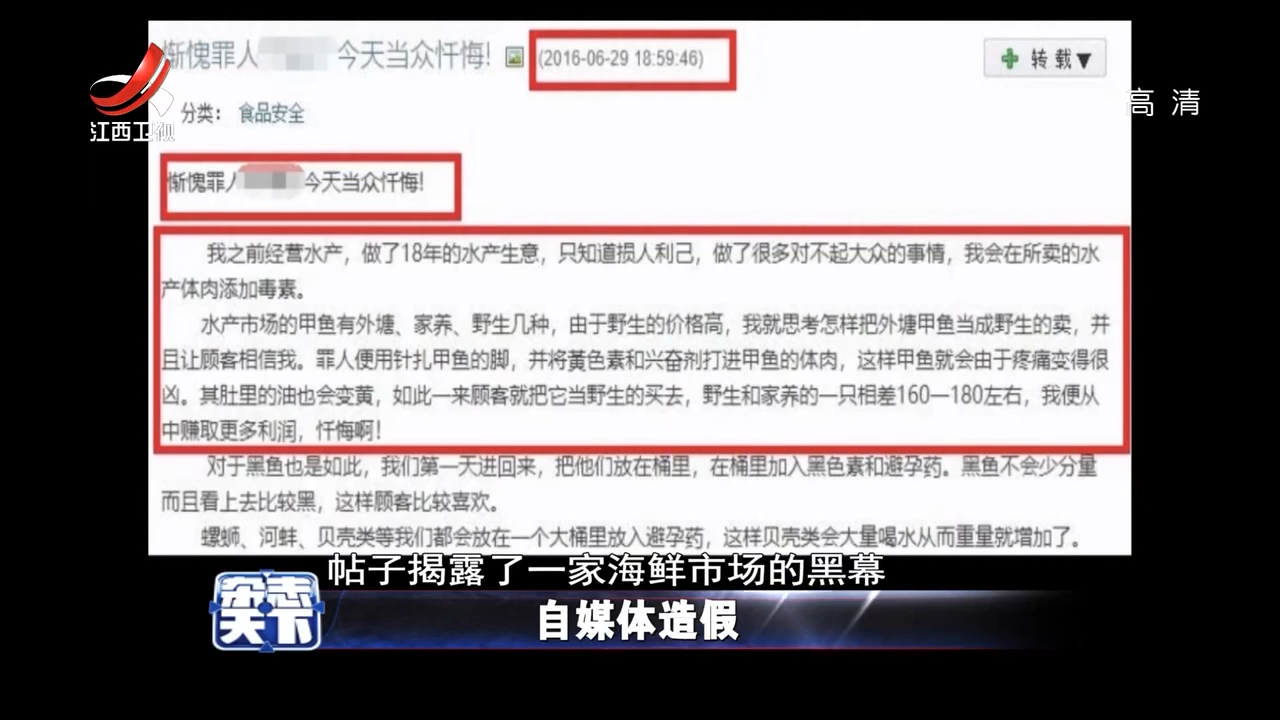 惭愧罪人 今天当众忏悔! (2016-06-29 18:59:46) 转载▼
江西卫视
高清
分类: 食品安全
惭愧罪人 今天当众忏悔!
我之前经营水产，做了18年的水产生意，只知道损人利己，做了很多对不起大众的事情，我会在所卖的水
产体肉添加毒素。
水产市场的甲鱼有外塘、家养、野生几种，由于野生的价格高，我就思考怎样把外塘甲鱼当成野生的卖，并
且让顾客相信我。罪人便用针扎甲鱼的脚，并将黃色素和兴奋剂打进甲鱼的体肉，这样甲鱼就会由于疼痛变得很
凶。其肚里的油也会变黄，如此一来顾客就把它当野生的买去，野生和家养的一只相差160—180左右，我便从
中赚取更多利润，忏悔啊!
对于黑鱼也是如此，我们第一天进回来，把他们放在桶里，在桶里加入黑色素和避孕药。黑鱼不会少分量
而且看上去比较黑，这样顾客比较喜欢。
螺蛳、河蚌、贝壳类等我们都会放在一个大桶里放入避孕药，这样贝壳类会大量喝水从而重量就增加了。
帖子揭露了一家海鲜市场的黑幕
杂志
天下
自媒体造假